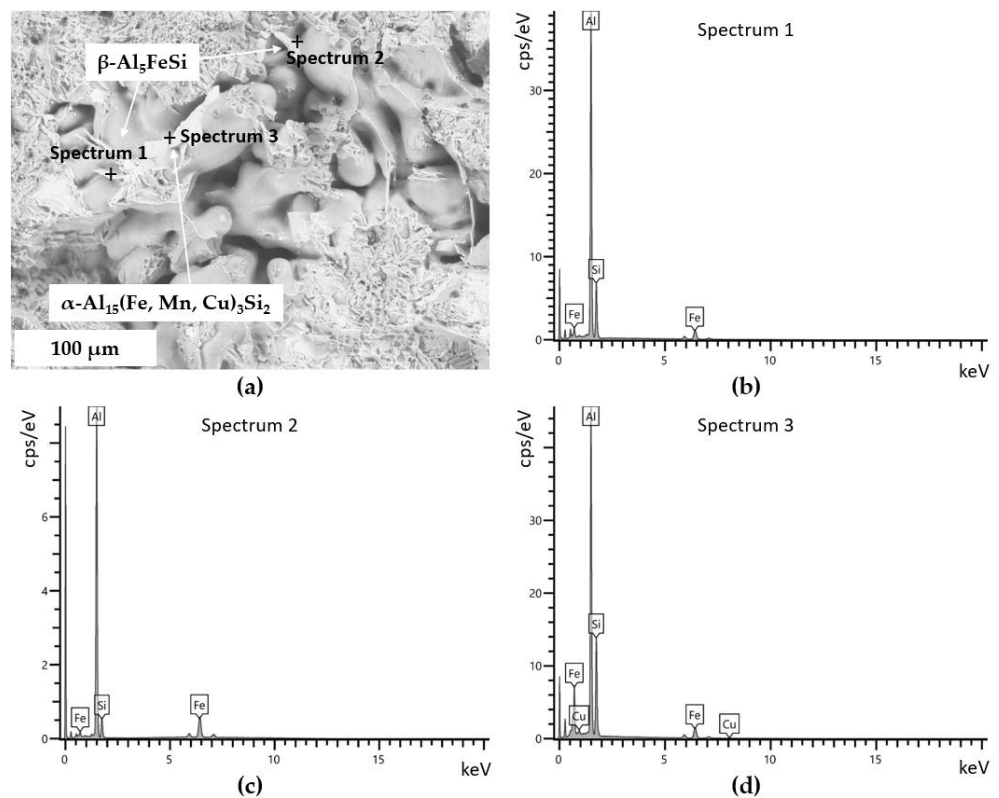 β-Al₅FeSi
Spectrum 2
Spectrum 3
Spectrum 1
α-Al₁₅(Fe, Mn, Cu)₃Si₂
100 μm
(a)
Spectrum 1
cps/eV
Al
30
20
10
Si
Fe
Fe
0
0 5 10 15
keV
(b)
Spectrum 2
cps/eV
Al
6
4
2
Fe
Si
Fe
0
0 5 10 15
keV
(c)
Spectrum 3
cps/eV
Al
30
20
Si
10
Fe
Cu
Fe
Cu
0
0 5 10 15
keV
(d)